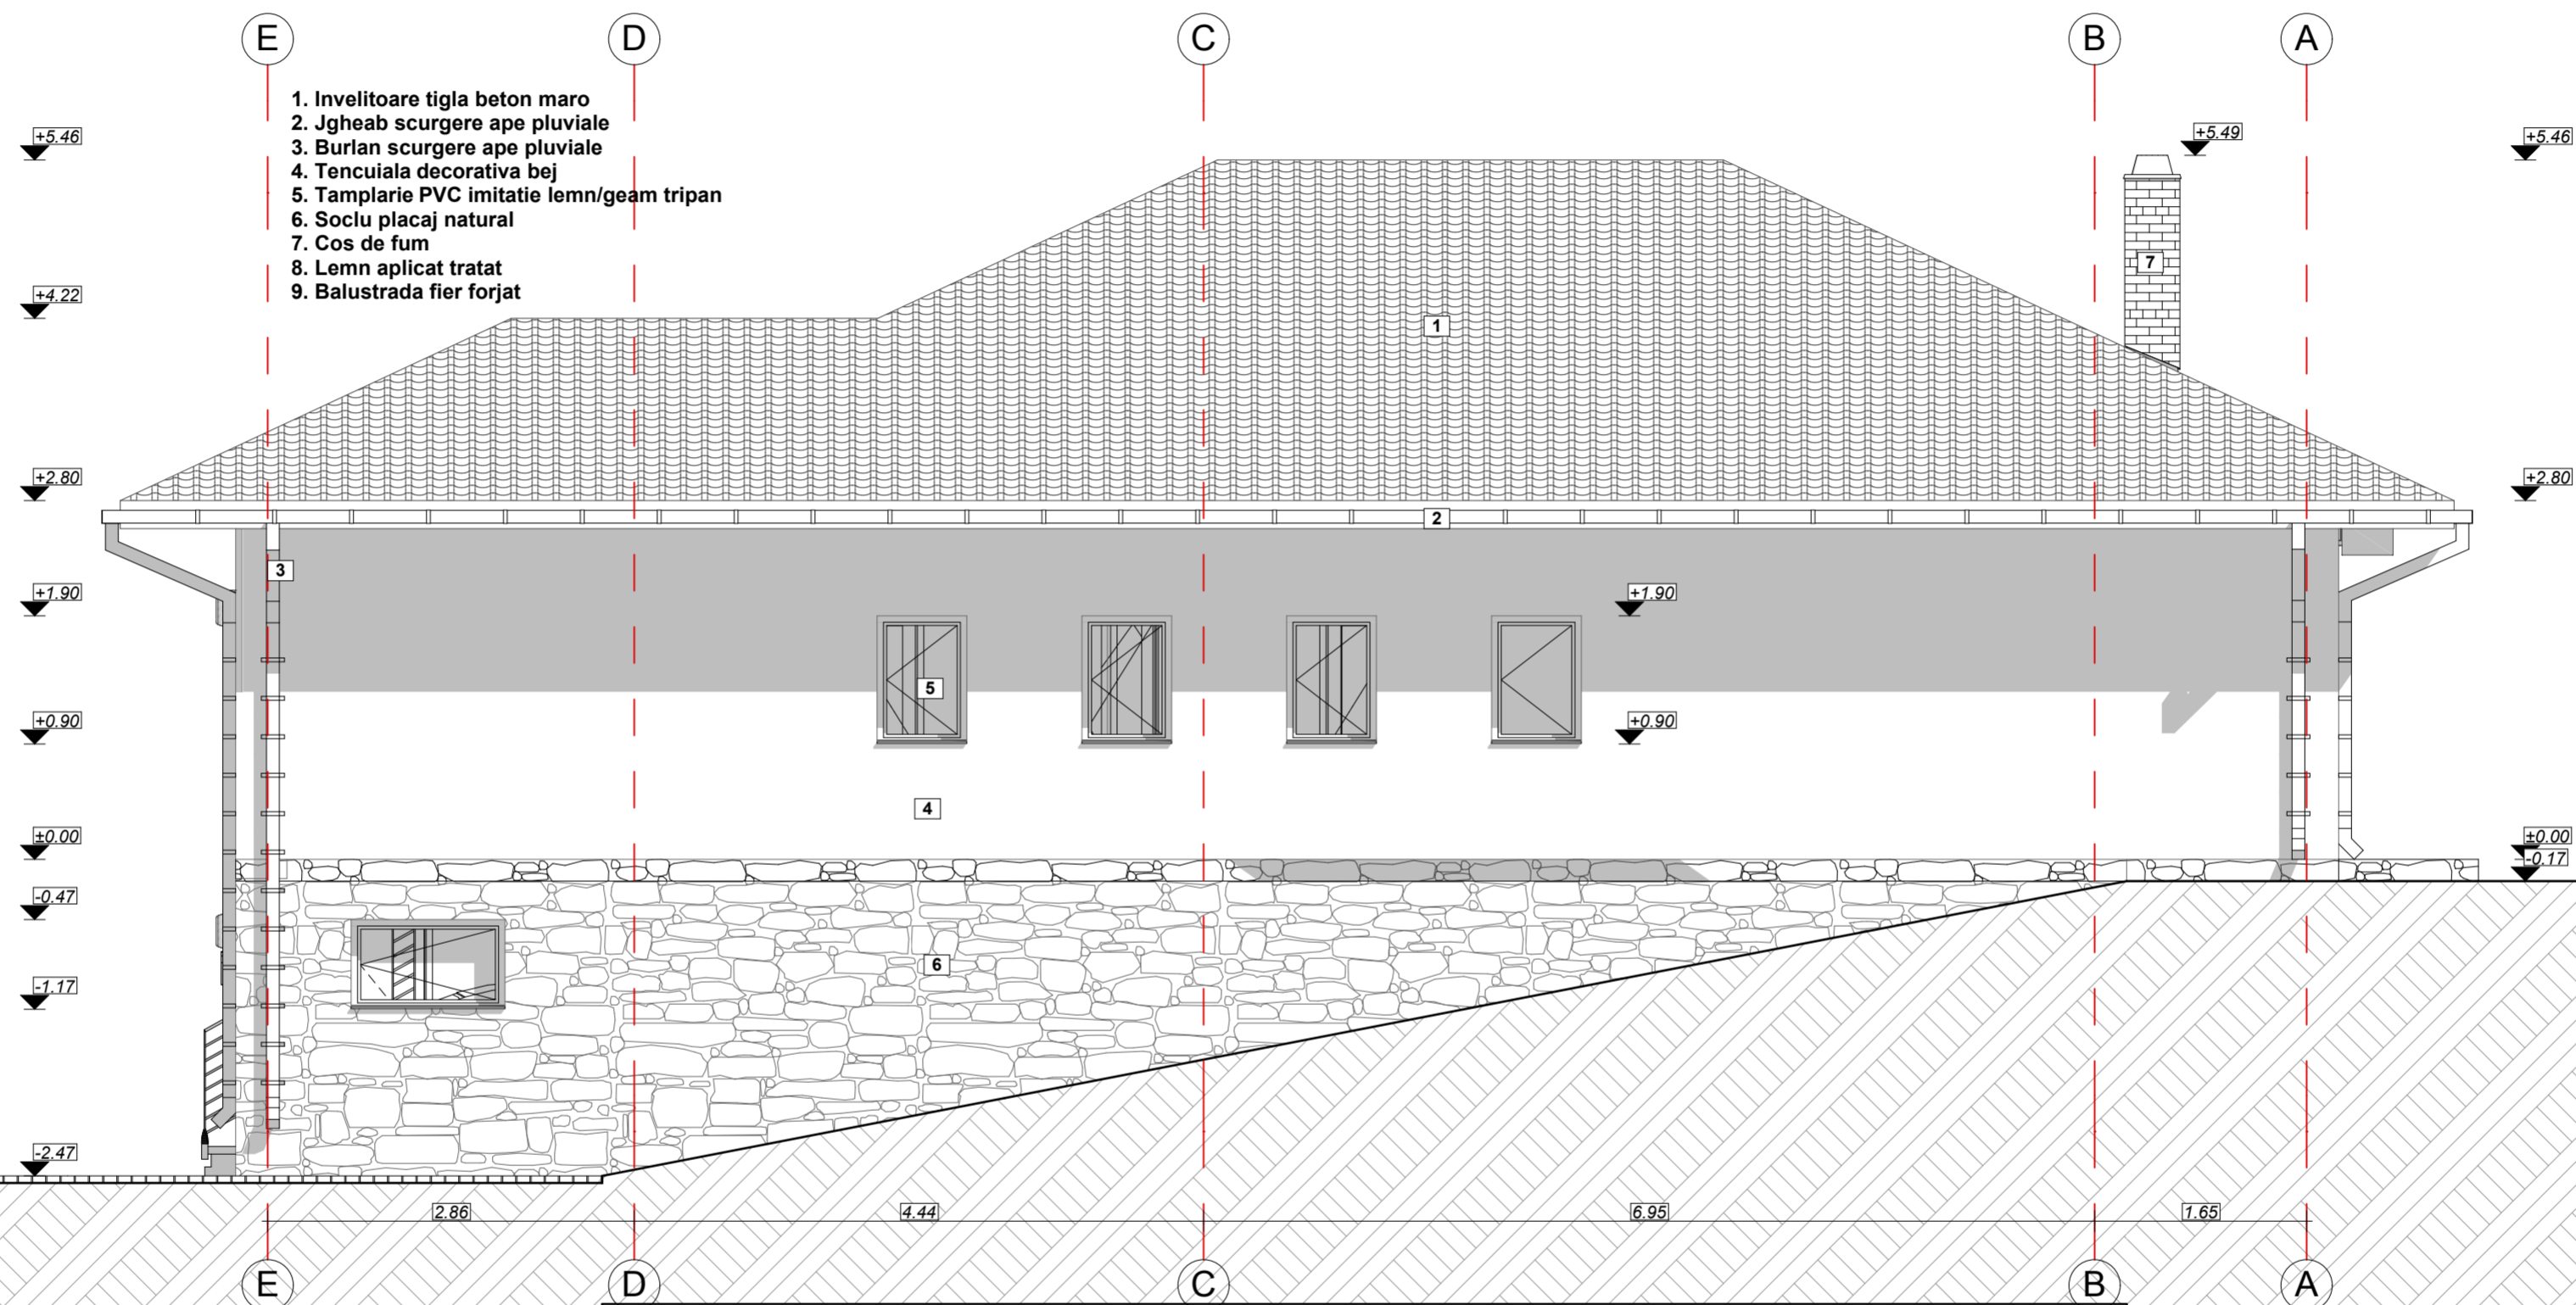 E D C B A
1. Invelitoare tigla beton maro
2. Jgheab scurgere ape pluviale
3. Burlan scurgere ape pluviale
4. Tencuiala decorativa bej
5. Tamplarie PVC imitatie lemn/geam tripan
6. Soclu placaj natural
7. Cos de fum
8. Lemn aplicat tratat
9. Balustrada fier forjat
+5.46 +5.49 +5.46
7
+4.22
1
+2.80 +2.80
2
3
+1.90 +1.90
5
+0.90 +0.90
4
±0.00 ±0.00
-0.17
-0.47
6
-1.17
-2.47
2.86 4.44 6.95 1.65
E D C B A